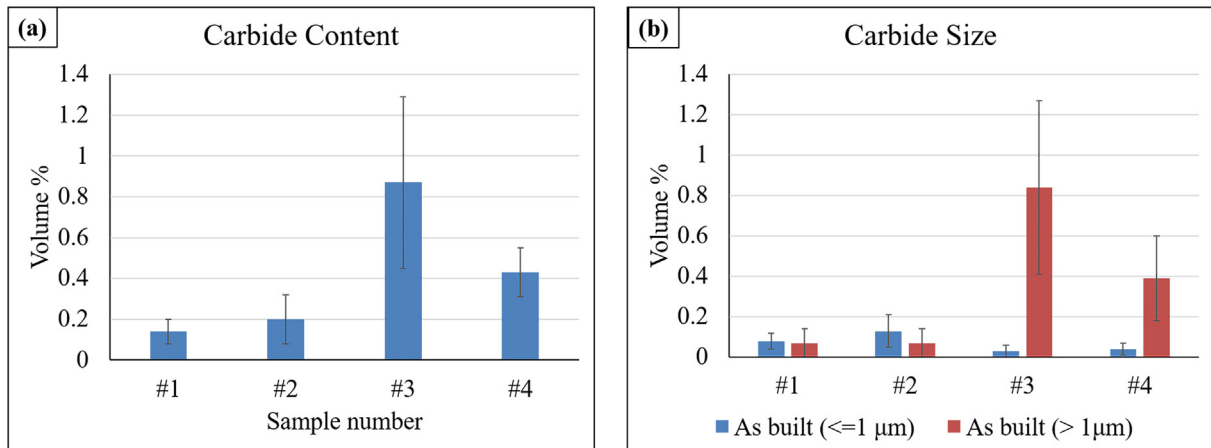 (a)
Carbide Content
Volume %
1.4
1.2
1
0.8
0.6
0.4
0.2
0
#1 #2 #3 #4
Sample number
(b)
Carbide Size
Volume %
1.4
1.2
1
0.8
0.6
0.4
0.2
0
#1 #2 #3 #4
As built (<=1 μm) As built (> 1μm)